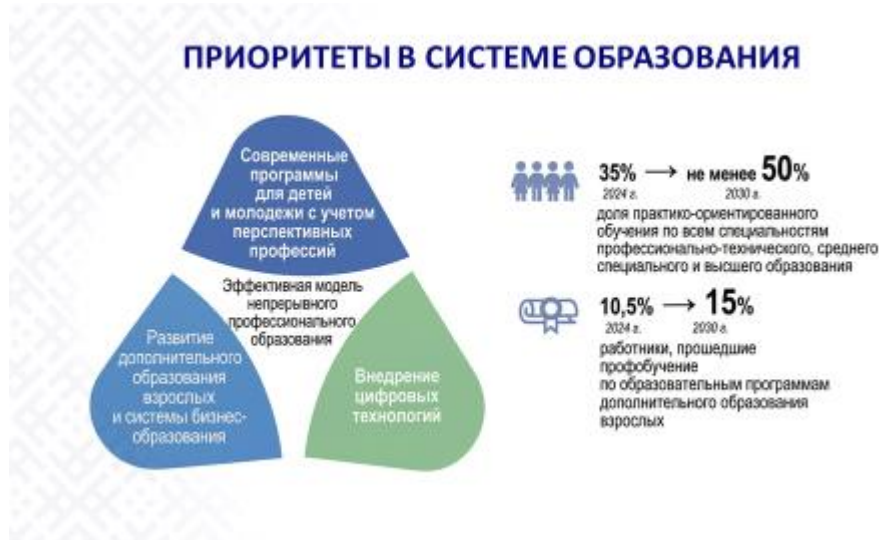 ПРИОРИТЕТЫ В СИСТЕМЕ ОБРАЗОВАНИЯ
Современные
программы
для детей
и молодежи с учетом
перспективных
профессий
Эффективная модель
непрерывного
профессионального
образования
Развитие
дополнительного
образования
взрослых
и системы бизнес-
образования
Внедрение
цифровых
технологий
35% → не менее 50%
2024 г. 2030 г.
доля практико-ориентированного
обучения по всем специальностям
профессионально-технического, среднего
специального и высшего образования
10,5% → 15%
2024 г. 2030 г.
работники, прошедшие
профобучение
по образовательным программам
дополнительного образования
взрослых